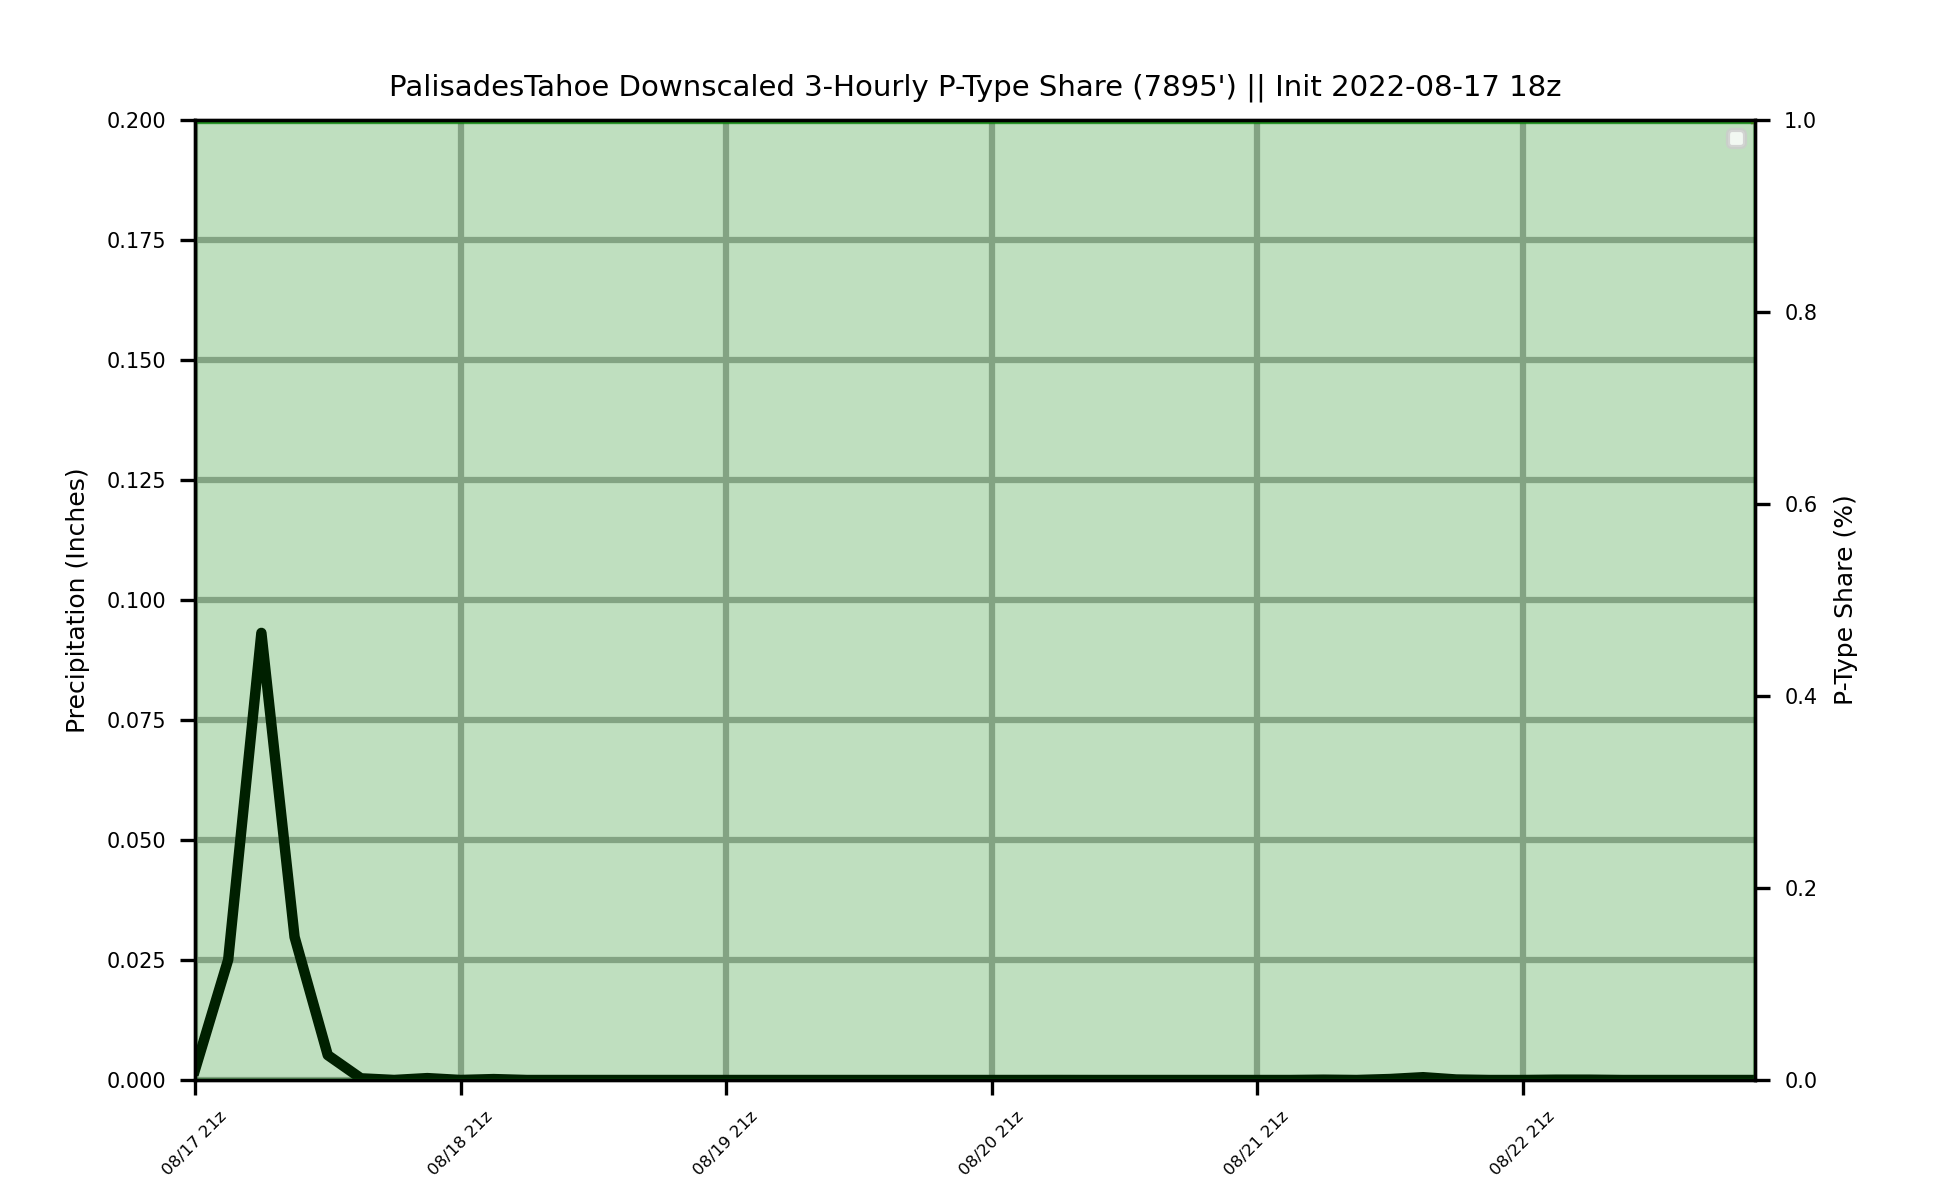 PalisadesTahoe Downscaled 3-Hourly P-Type Share (7895') || Init 2022-08-17 18z
0.200
0.175
0.150
0.125
0.100
0.075
0.050
0.025
0.000
Precipitation (Inches)
1.0
0.8
0.6
0.4
0.2
0.0
P-Type Share (%)
08/17 21z
08/18 21z
08/19 21z
08/20 21z
08/21 21z
08/22 21z